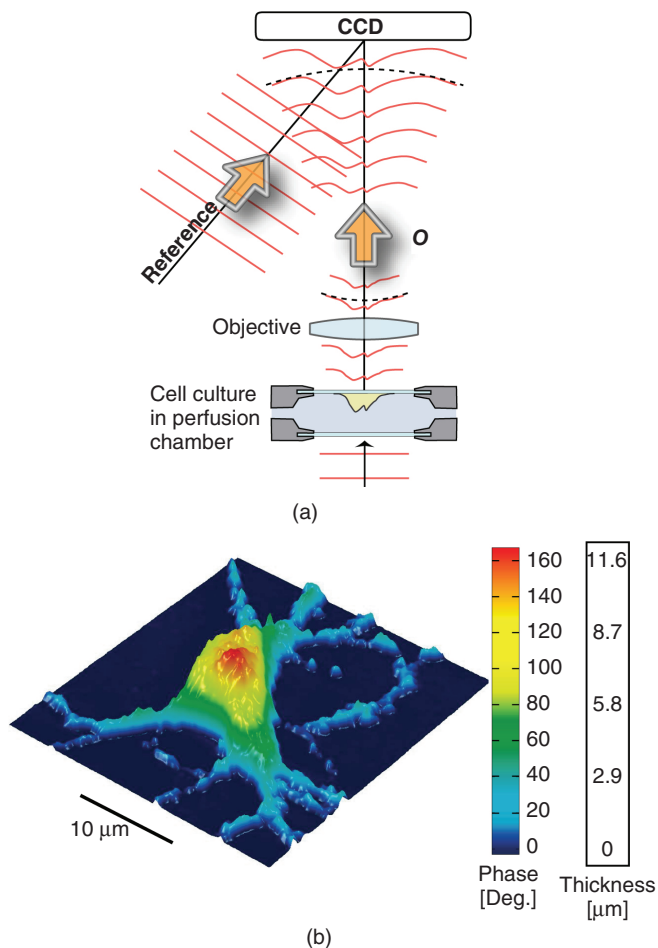 CCD
Reference
O
Objective
Cell culture
in perfusion
chamber
(a)
160
140
120
100
80
60
40
20
0
Phase
[Deg.]
11.6
8.7
5.8
2.9
0
Thickness
[μm]
10 μm
(b)